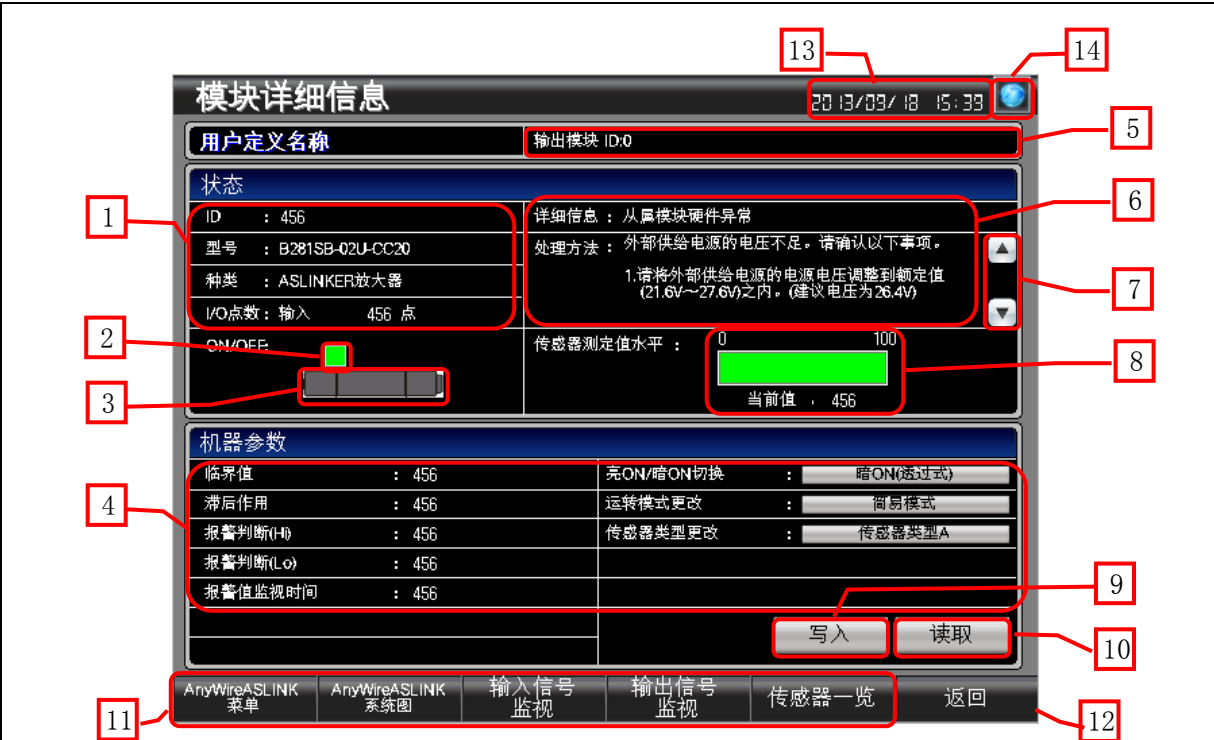 13
14
模块详细信息
2013/09/18 15:39
用户定义名称
输出模块 ID:0
5
状态
1
ID : 456
详细信息 : 从属模块硬件异常
6
型号 : B281SB-02U-CC20
处理方法 : 外部供给电源的电压不足。请确认以下事项。
种类 : ASLINKER放大器
1.请将外部供给电源的电源电压调整到额定值
(21.6V～27.6V)之内。(建议电压为26.4V)
7
I/O点数 : 输入 456 点
2
ON/OFF
传感器测定值水平 :
0 100
8
3
当前值 : 456
机器参数
4
临界值 : 456
亮ON/暗ON切换 : 暗ON(透过式)
滞后作用 : 456
运转模式更改 : 简易模式
报警判断(Hi) : 456
传感器类型更改 : 传感器类型A
报警判断(Lo) : 456
报警值监视时间 : 456
9
写入
读取
10
AnyWireASLINK
菜单
AnyWireASLINK
系统图
输入信号
监视
输出信号
监视
传感器一览
返回
11
12